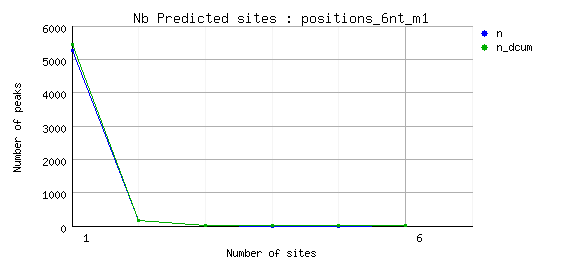 Nb Predicted sites : positions_6nt_m1
n
n_dcum
6000
5000
4000
3000
2000
1000
0
Number of peaks
1
6
Number of sites